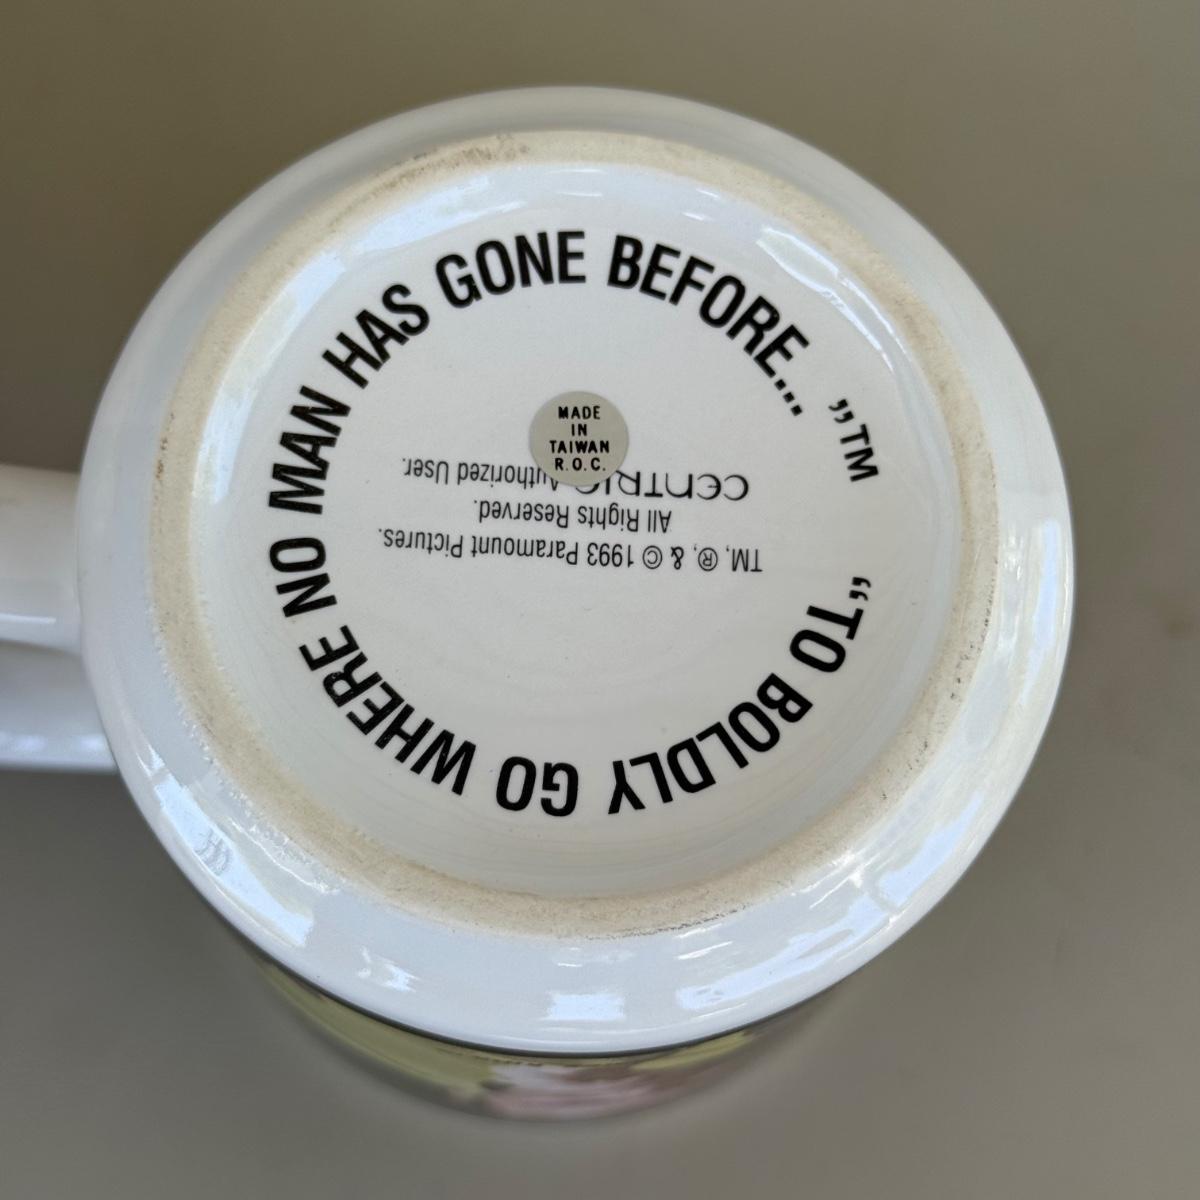 "TO BOLDLY GO WHERE NO MAN HAS GONE BEFORE... "™
MADE
IN
TAIWAN
R.O.C.
TM, ®, & © 1993 Paramount Pictures.
All Rights Reserved.
CENTRIC Authorized User.